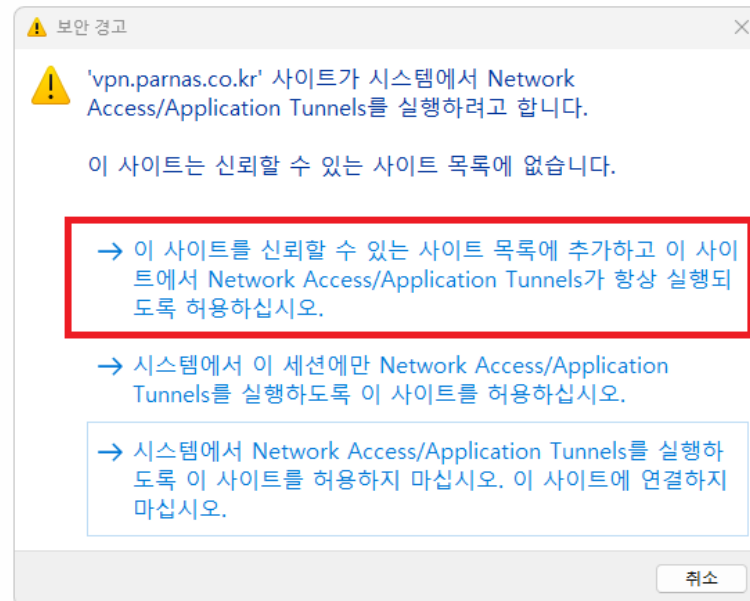 보안 경고
'vpn.parnas.co.kr' 사이트가 시스템에서 Network
Access/Application Tunnels를 실행하려고 합니다.
이 사이트는 신뢰할 수 있는 사이트 목록에 없습니다.
→ 이 사이트를 신뢰할 수 있는 사이트 목록에 추가하고 이 사이
트에서 Network Access/Application Tunnels가 항상 실행되
도록 허용하십시오.
→ 시스템에서 이 세션에만 Network Access/Application
Tunnels를 실행하도록 이 사이트를 허용하십시오.
→ 시스템에서 Network Access/Application Tunnels를 실행하
도록 이 사이트를 허용하지 마십시오. 이 사이트에 연결하지
마십시오.
취소